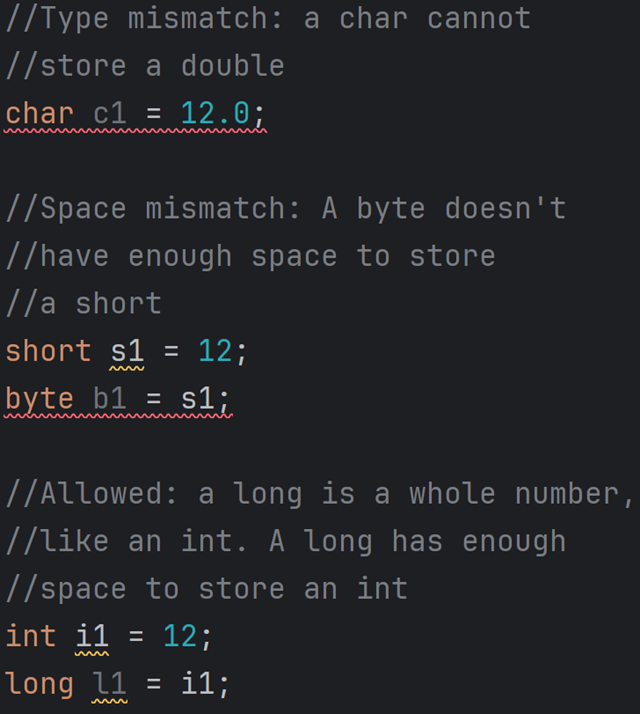 //Type mismatch: a char cannot
//store a double
char c1 = 12.0;
//Space mismatch: A byte doesn't
//have enough space to store
//a short
short s1 = 12;
byte b1 = s1;
//Allowed: a long is a whole number,
//like an int. A long has enough
//space to store an int
int i1 = 12;
long l1 = i1;